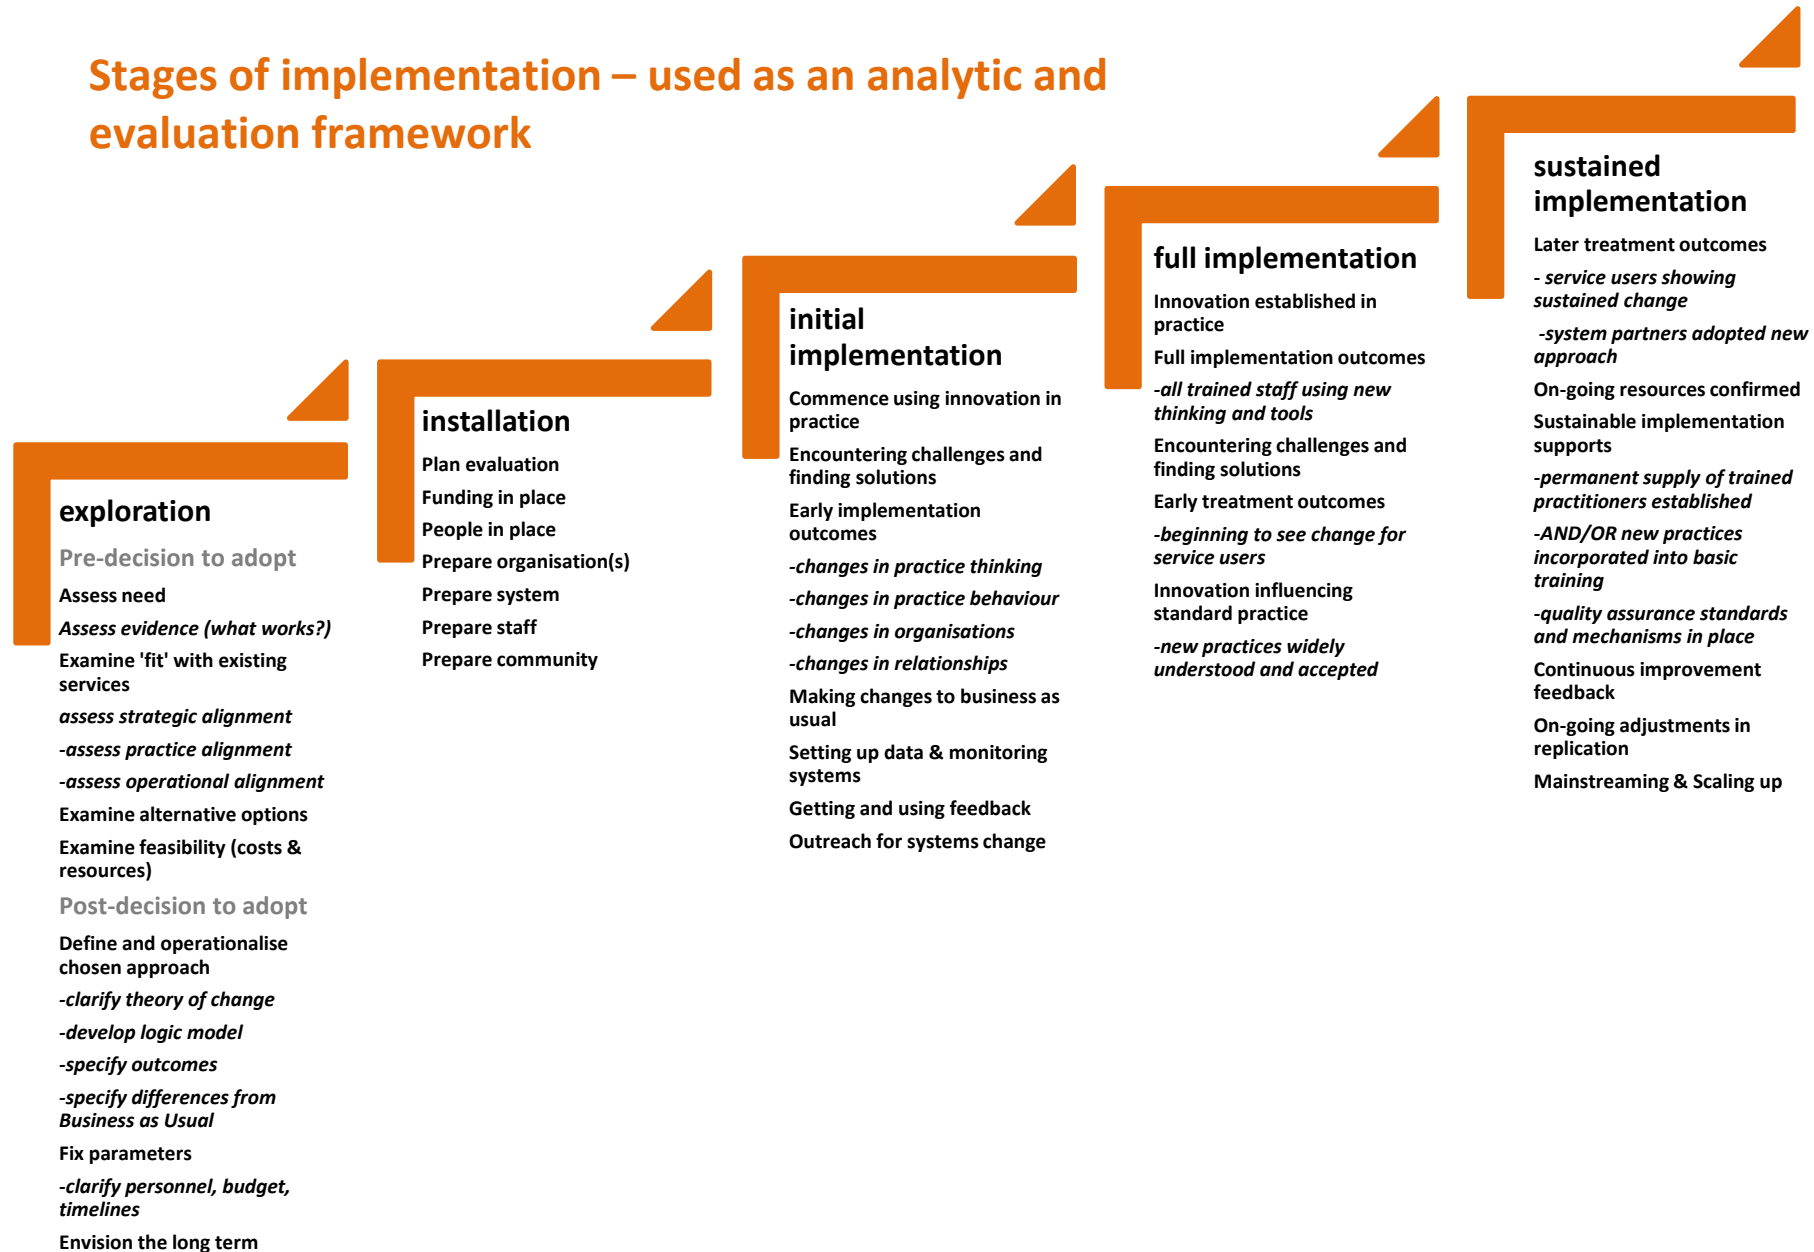 Stages of implementation – used as an analytic and
evaluation framework
exploration
Pre-decision to adopt
Assess need
Assess evidence (what works?)
Examine 'fit' with existing
services
assess strategic alignment
-assess practice alignment
-assess operational alignment
Examine alternative options
Examine feasibility (costs &
resources)
Post-decision to adopt
Define and operationalise
chosen approach
-clarify theory of change
-develop logic model
-specify outcomes
-specify differences from
Business as Usual
Fix parameters
-clarify personnel, budget,
timelines
Envision the long term
installation
Plan evaluation
Funding in place
People in place
Prepare organisation(s)
Prepare system
Prepare staff
Prepare community
initial
implementation
Commence using innovation in
practice
Encountering challenges and
finding solutions
Early implementation
outcomes
-changes in practice thinking
-changes in practice behaviour
-changes in organisations
-changes in relationships
Making changes to business as
usual
Setting up data & monitoring
systems
Getting and using feedback
Outreach for systems change
full implementation
Innovation established in
practice
Full implementation outcomes
-all trained staff using new
thinking and tools
Encountering challenges and
finding solutions
Early treatment outcomes
-beginning to see change for
service users
Innovation influencing
standard practice
-new practices widely
understood and accepted
sustained
implementation
Later treatment outcomes
- service users showing
sustained change
-system partners adopted new
approach
On-going resources confirmed
Sustainable implementation
supports
-permanent supply of trained
practitioners established
-AND/OR new practices
incorporated into basic
training
-quality assurance standards
and mechanisms in place
Continuous improvement
feedback
On-going adjustments in
replication
Mainstreaming & Scaling up